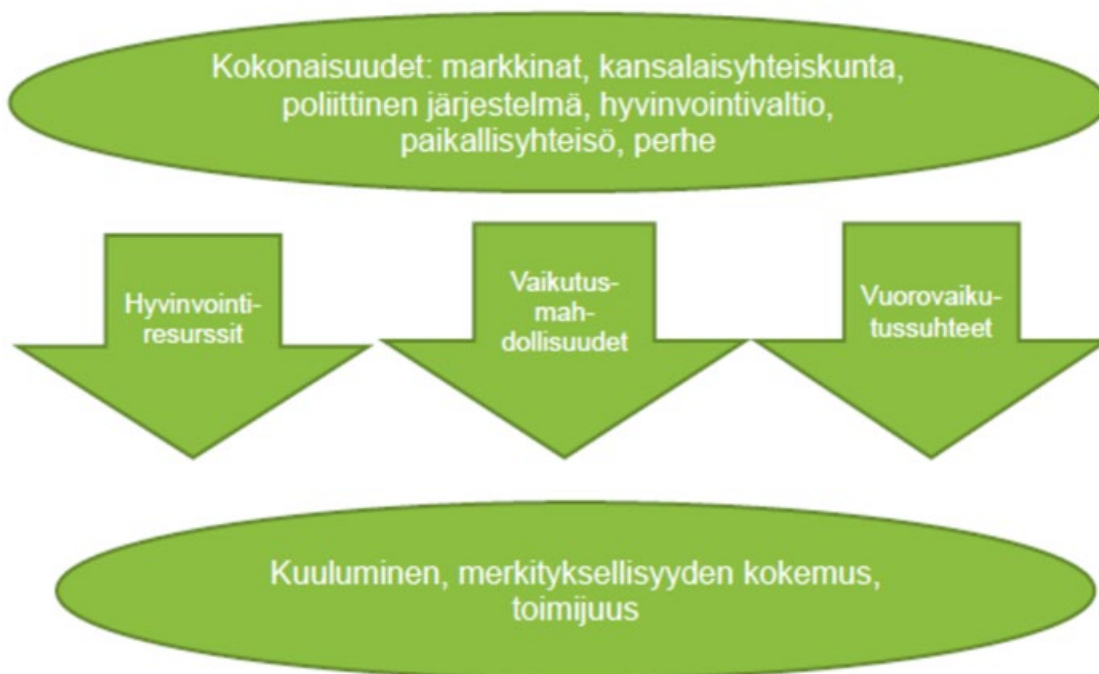 Kokonaisuudet: markkinat, kansalaisyhteiskunta,
poliittinen järjestelmä, hyvinvointivaltio,
paikallisyhteisö, perhe
Hyvinvointi-
resurssit
Vaikutus-
mah-
dollisuudet
Vuorovaiku-
tussuhteet
Kuuluminen, merkityksellisyyden kokemus,
toimijuus